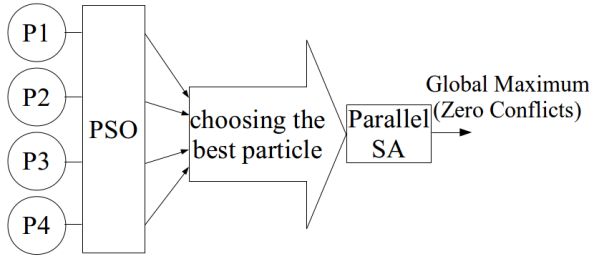 P1
P2
P3
P4
PSO
choosing the
best particle
Parallel
SA
Global Maximum
(Zero Conflicts)